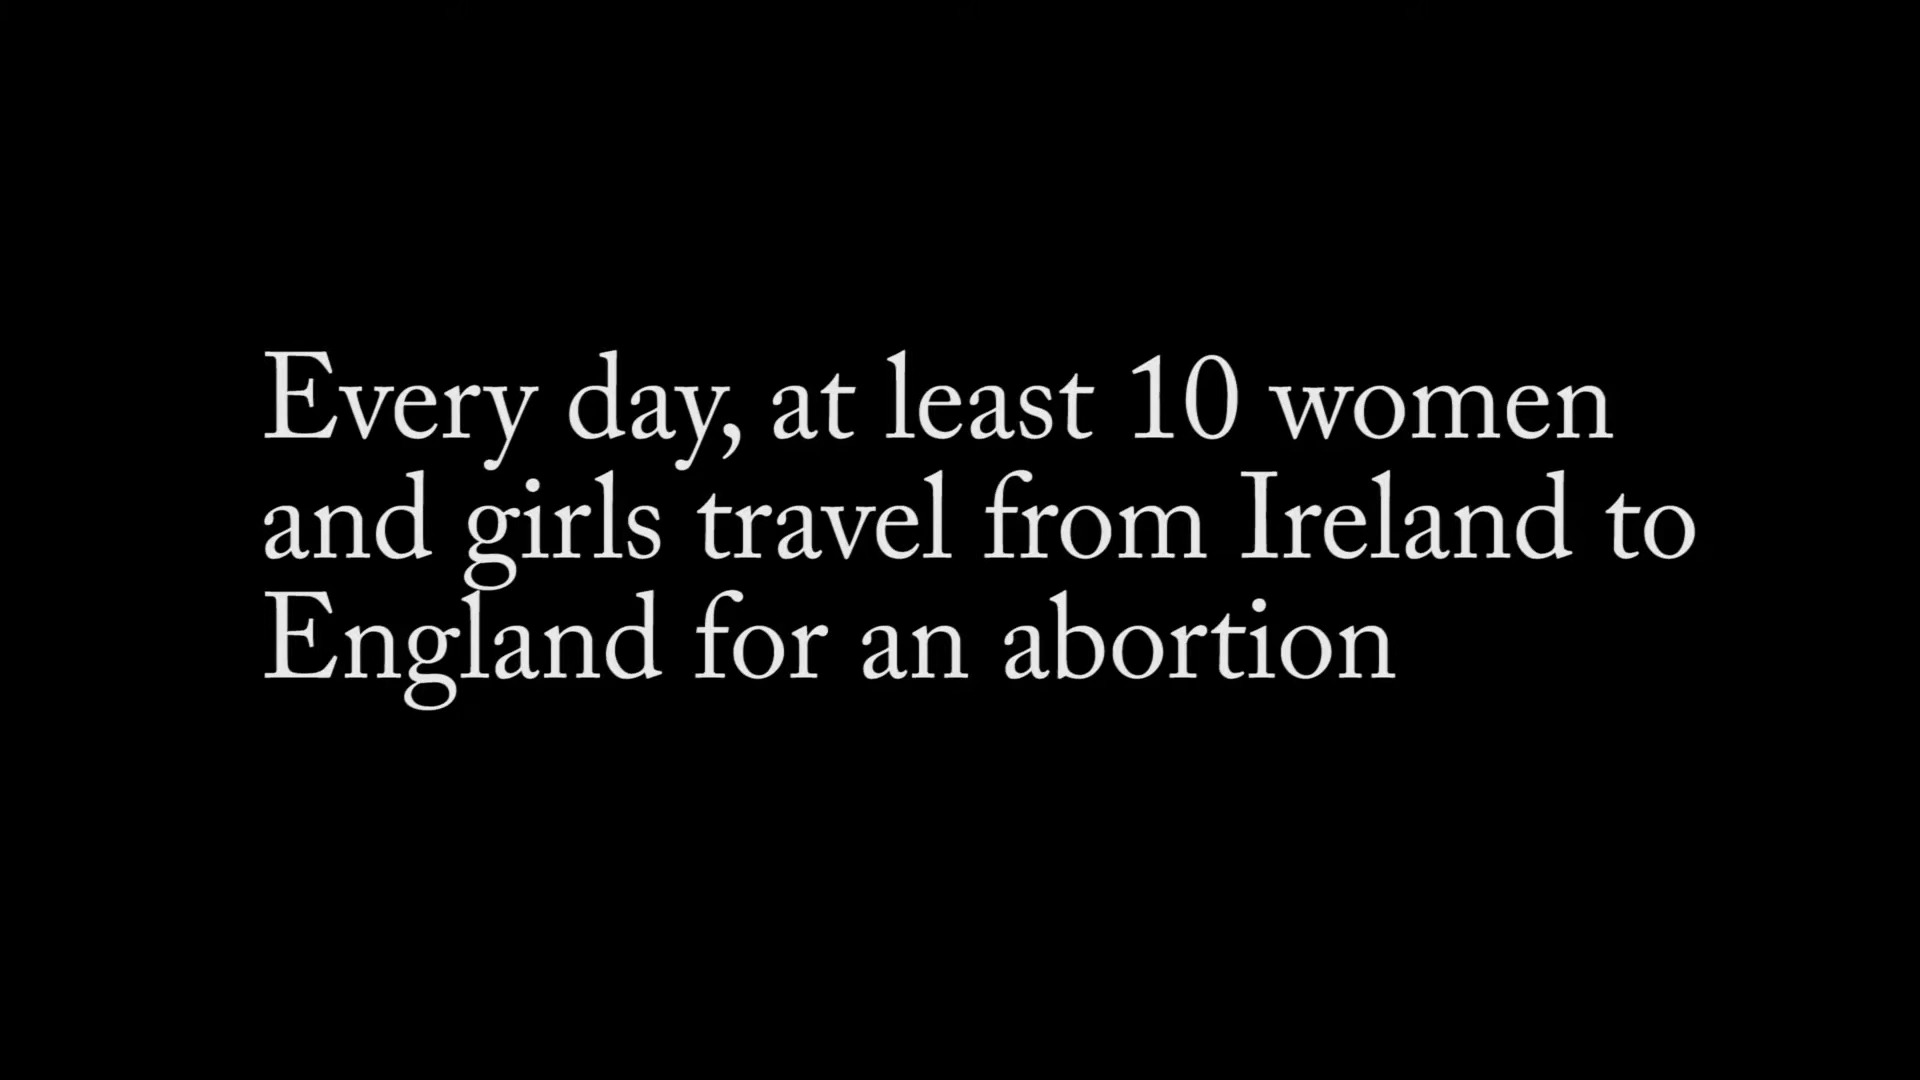 Every day, at least 10 women
and girls travel from Ireland to
England for an abortion